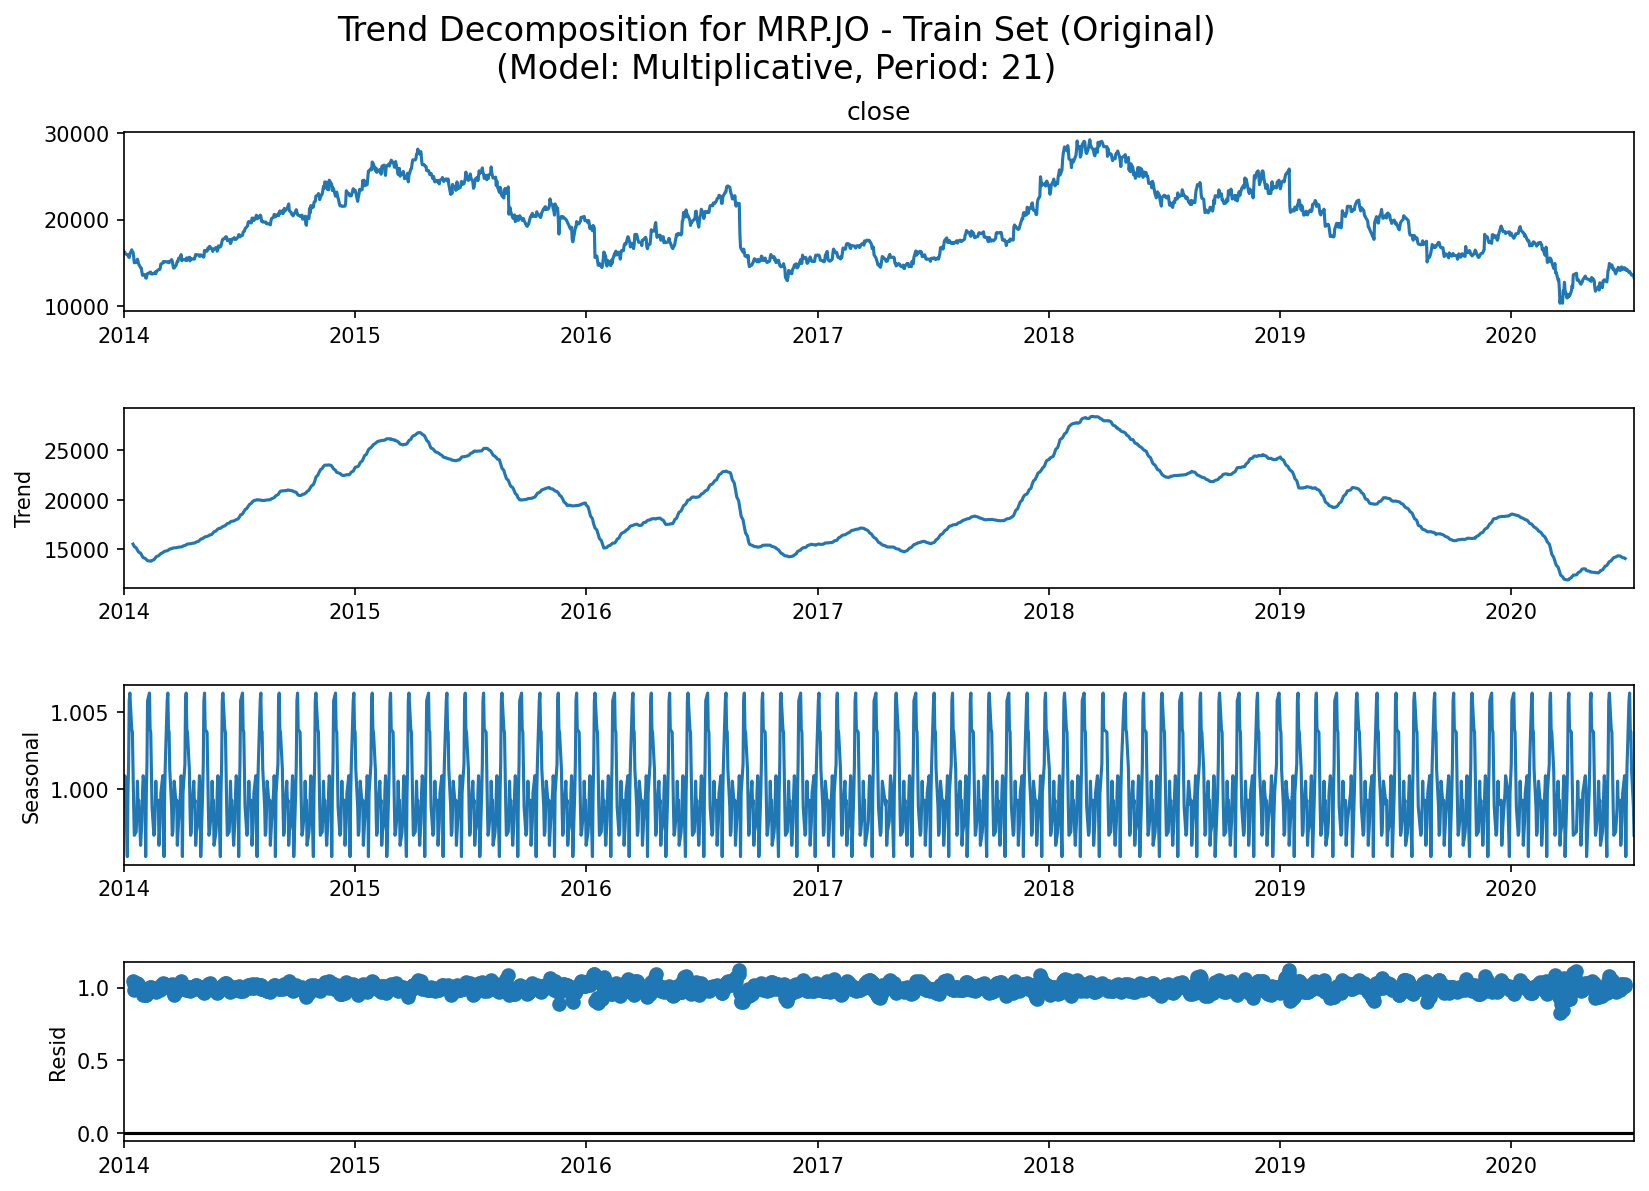 Trend Decomposition for MRP.JO - Train Set (Original)
(Model: Multiplicative, Period: 21)
close
30000
20000
10000
2014 2015 2016 2017 2018 2019 2020
Trend
25000
20000
15000
2014 2015 2016 2017 2018 2019 2020
Seasonal
1.005
1.000
2014 2015 2016 2017 2018 2019 2020
Resid
1.0
0.5
0.0
2014 2015 2016 2017 2018 2019 2020